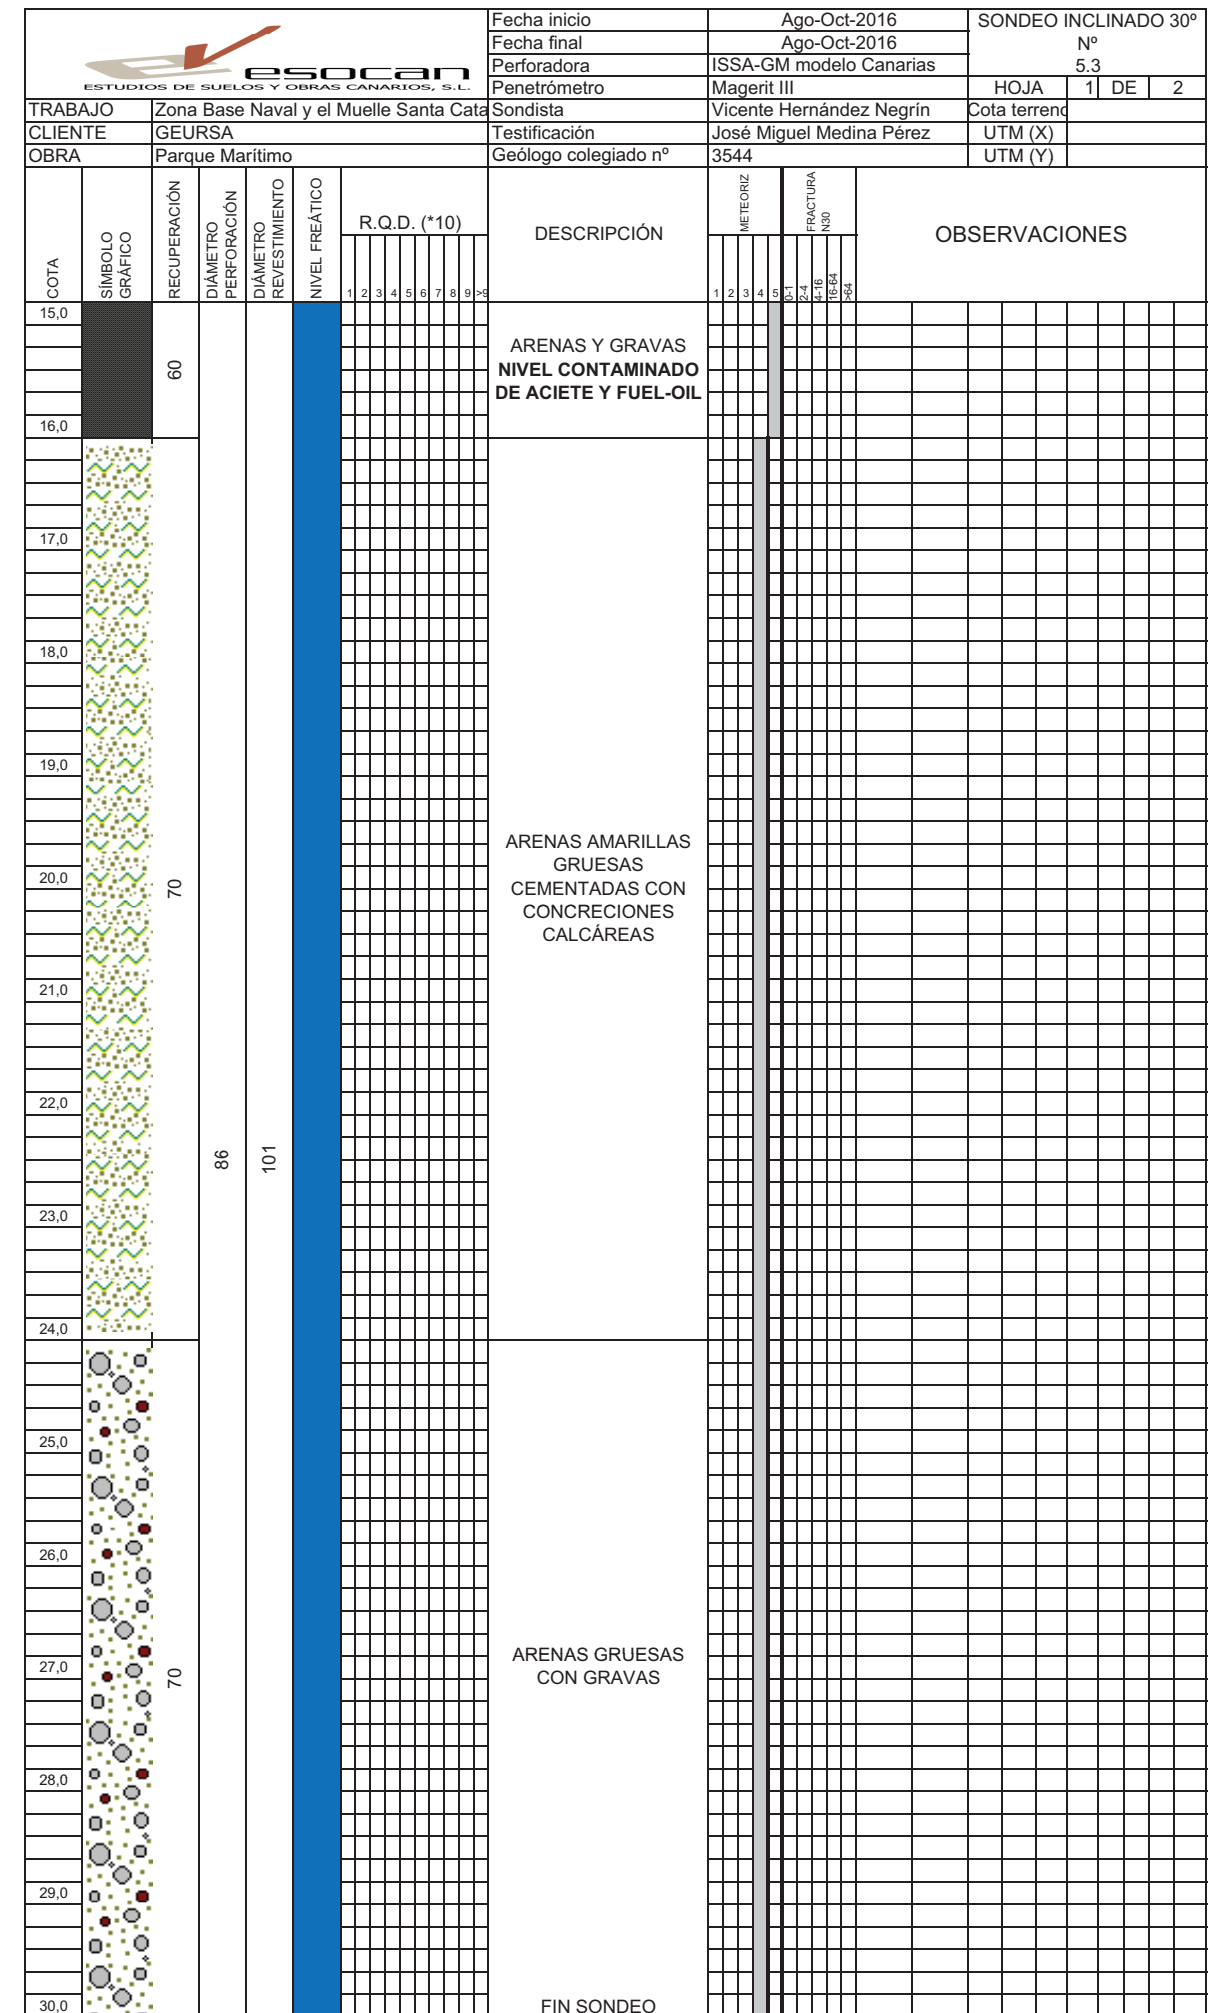 esocan
ESTUDIOS DE SUELOS Y OBRAS CANARIOS, S.L.
Fecha inicio Ago-Oct-2016 SONDEO INCLINADO 30º
Fecha final Ago-Oct-2016 Nº
Perforadora ISSA-GM modelo Canarias 5.3
Penetrómetro Magerit III HOJA 1 DE 2
TRABAJO Zona Base Naval y el Muelle Santa Cata Sondista Vicente Hernández Negrín Cota terreno
CLIENTE GEURSA Testificación José Miguel Medina Pérez UTM (X)
OBRA Parque Marítimo Geólogo colegiado nº 3544 UTM (Y)
COTA
SÍMBOLO GRÁFICO
RECUPERACIÓN
DIÁMETRO PERFORACIÓN
DIÁMETRO REVESTIMIENTO
NIVEL FREÁTICO
R.Q.D. (*10)
1 2 3 4 5 6 7 8 9 >9
DESCRIPCIÓN
METEORIZ
1 2 3 4 5
FRACTURA N30
0-1 2-4 4-16 16-64 >64
OBSERVACIONES
15,0
ARENAS Y GRAVAS
NIVEL CONTAMINADO
DE ACIETE Y FUEL-OIL
60
16,0
17,0
18,0
19,0
ARENAS AMARILLAS
GRUESAS
CEMENTADAS CON
CONCRECIONES
CALCÁREAS
20,0
70
21,0
22,0
86
101
23,0
24,0
25,0
26,0
ARENAS GRUESAS
CON GRAVAS
27,0
70
28,0
29,0
30,0
FIN SONDEO